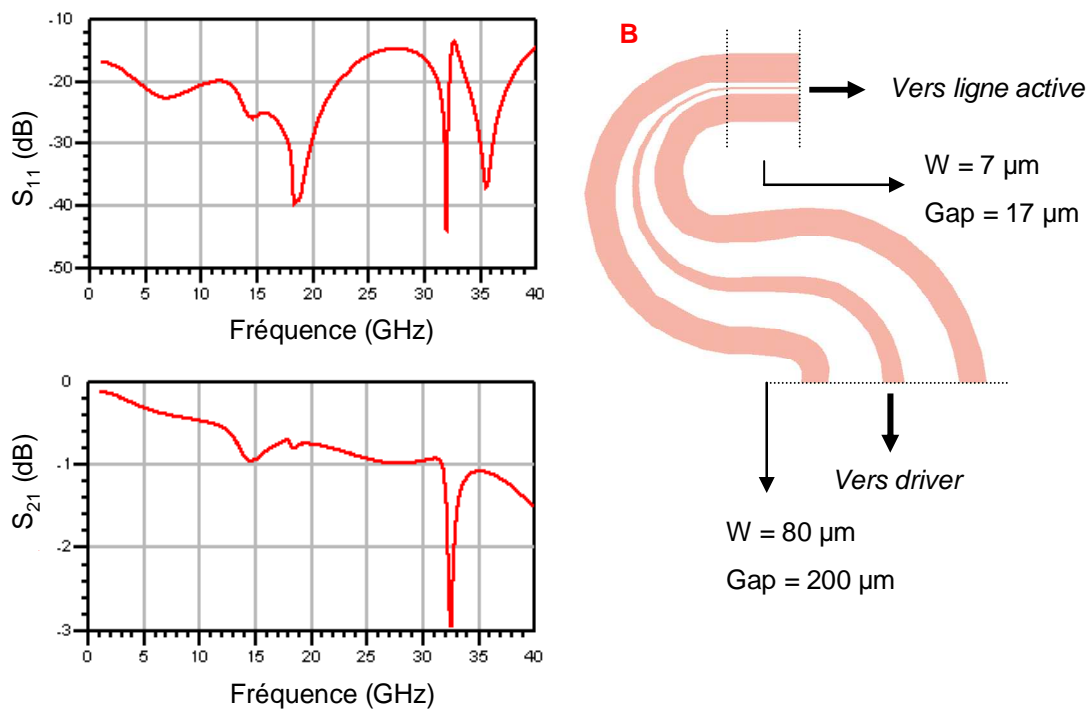 -10
-20
-30
-40
-50
S11 (dB)
0 5 10 15 20 25 30 35 40
Fréquence (GHz)
0
-1
-2
-3
S21 (dB)
0 5 10 15 20 25 30 35 40
Fréquence (GHz)
B
Vers ligne active
W = 7 µm
Gap = 17 µm
Vers driver
W = 80 µm
Gap = 200 µm